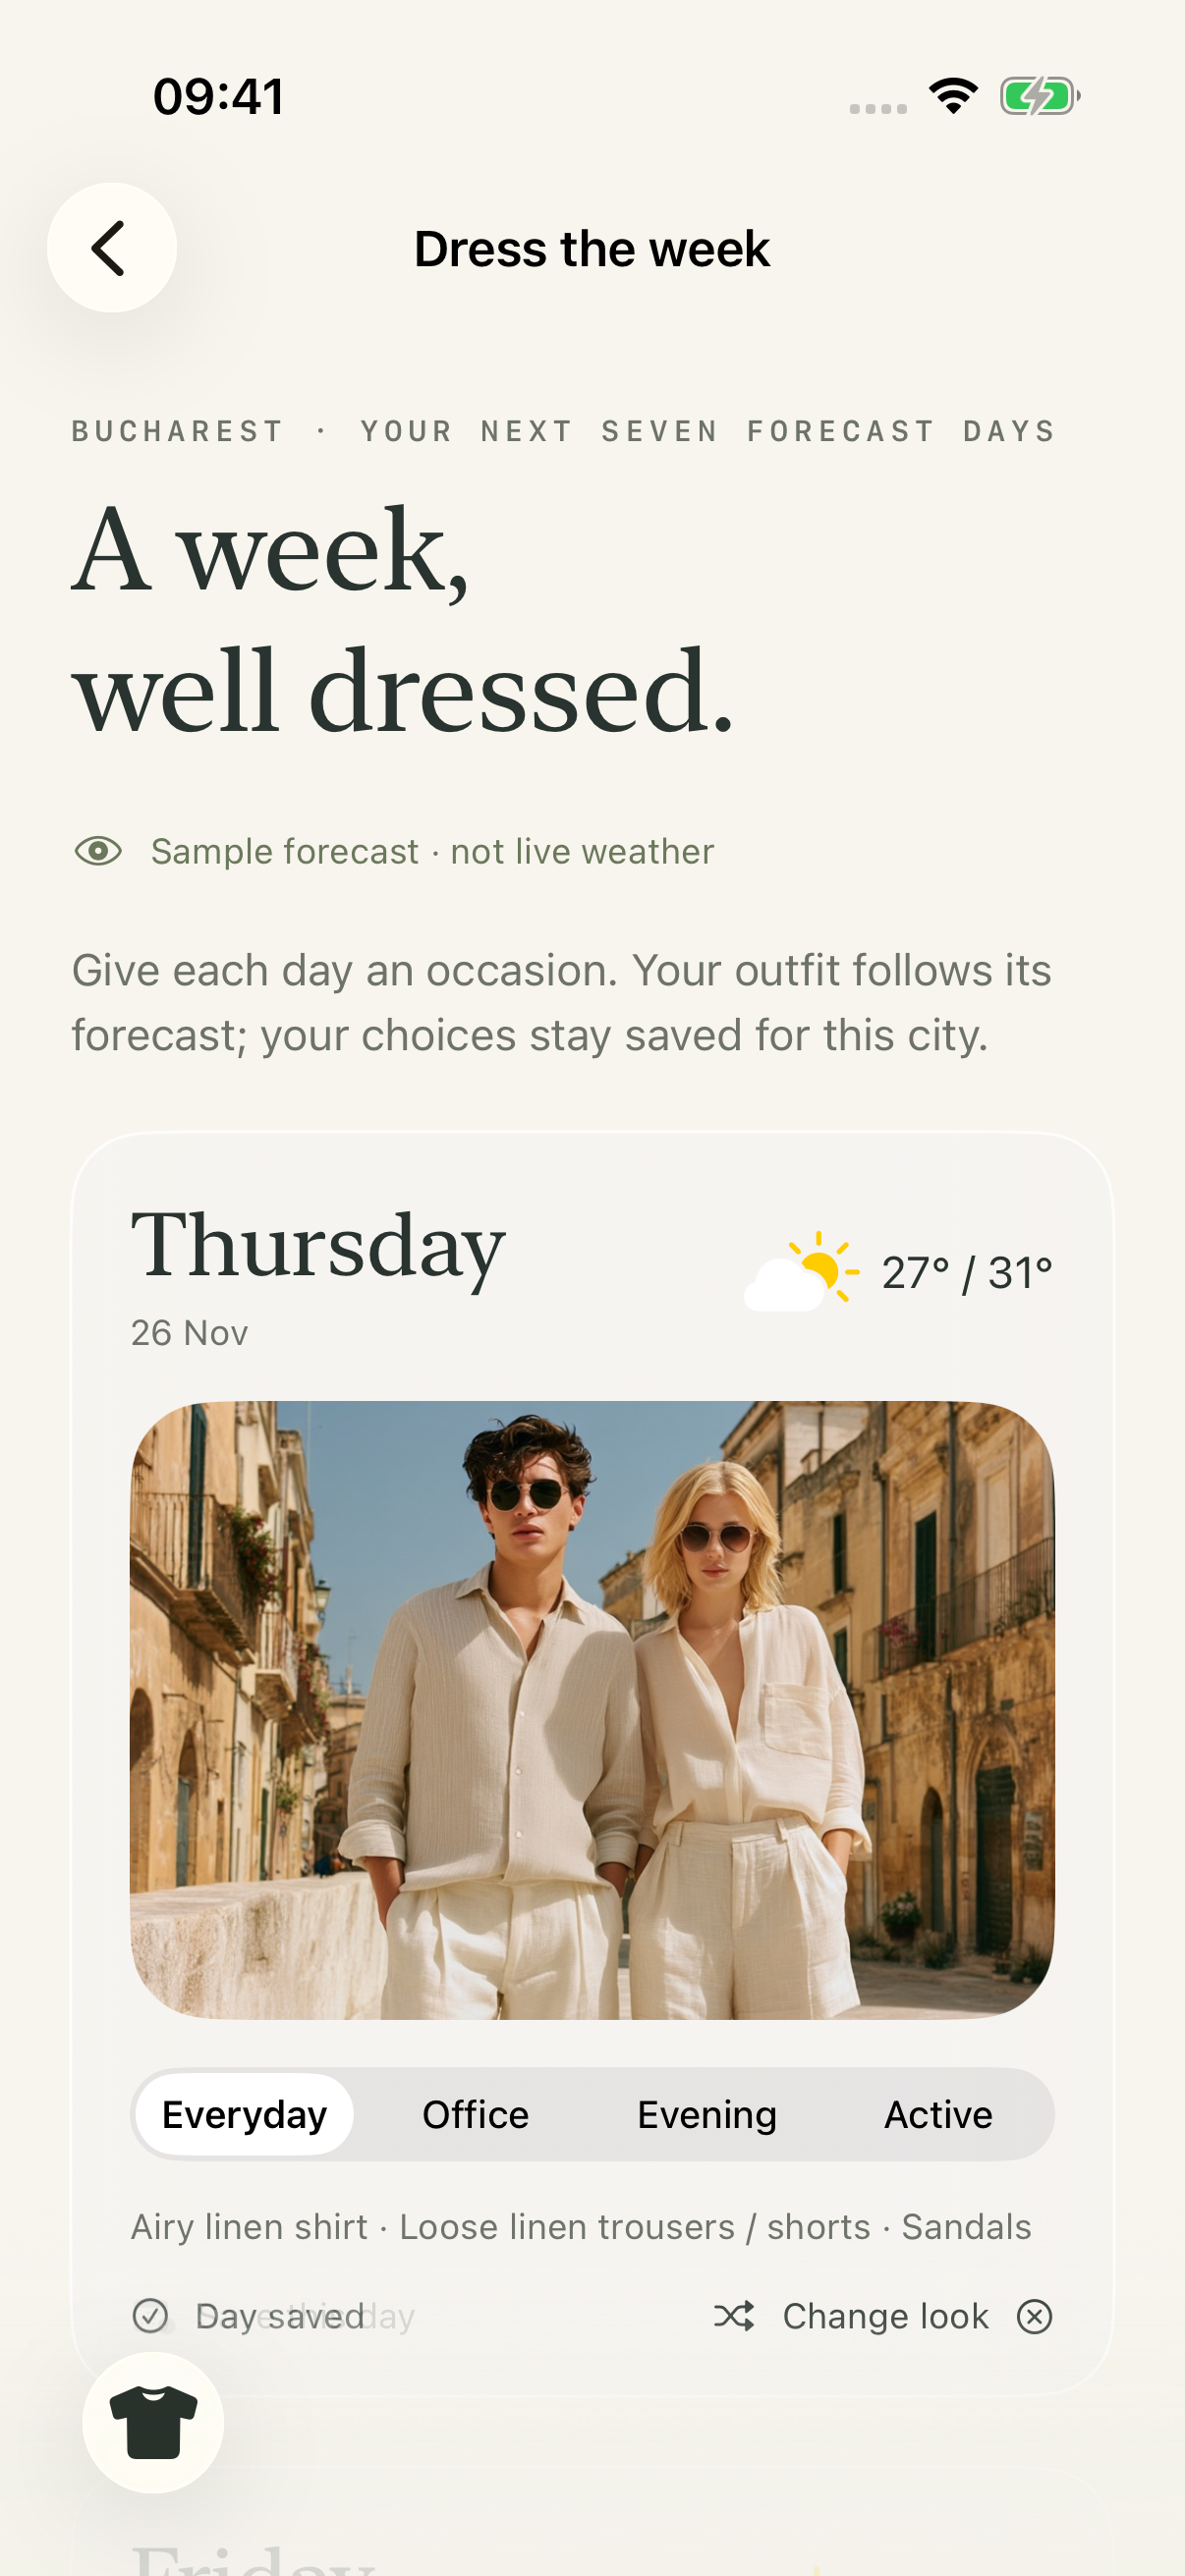 09:41
Dress the week
BUCHAREST · YOUR NEXT SEVEN FORECAST DAYS
A week,
well dressed.
Sample forecast · not live weather
Give each day an occasion. Your outfit follows its
forecast; your choices stay saved for this city.
Thursday
27° / 31°
26 Nov
Everyday Office Evening Active
Airy linen shirt · Loose linen trousers / shorts · Sandals
Day saved Change look
Friday